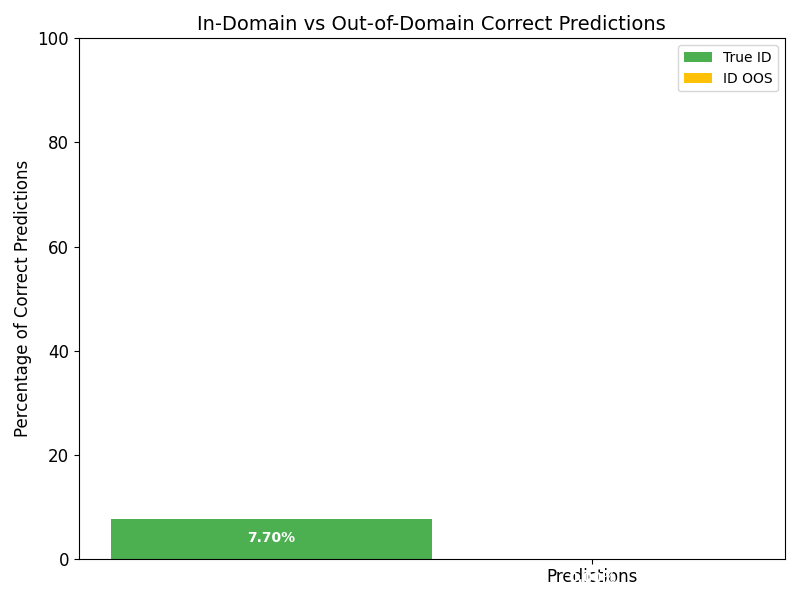 In-Domain vs Out-of-Domain Correct Predictions
100
80
60
40
20
0
Percentage of Correct Predictions
True ID
ID OOS
7.70%
Predictions